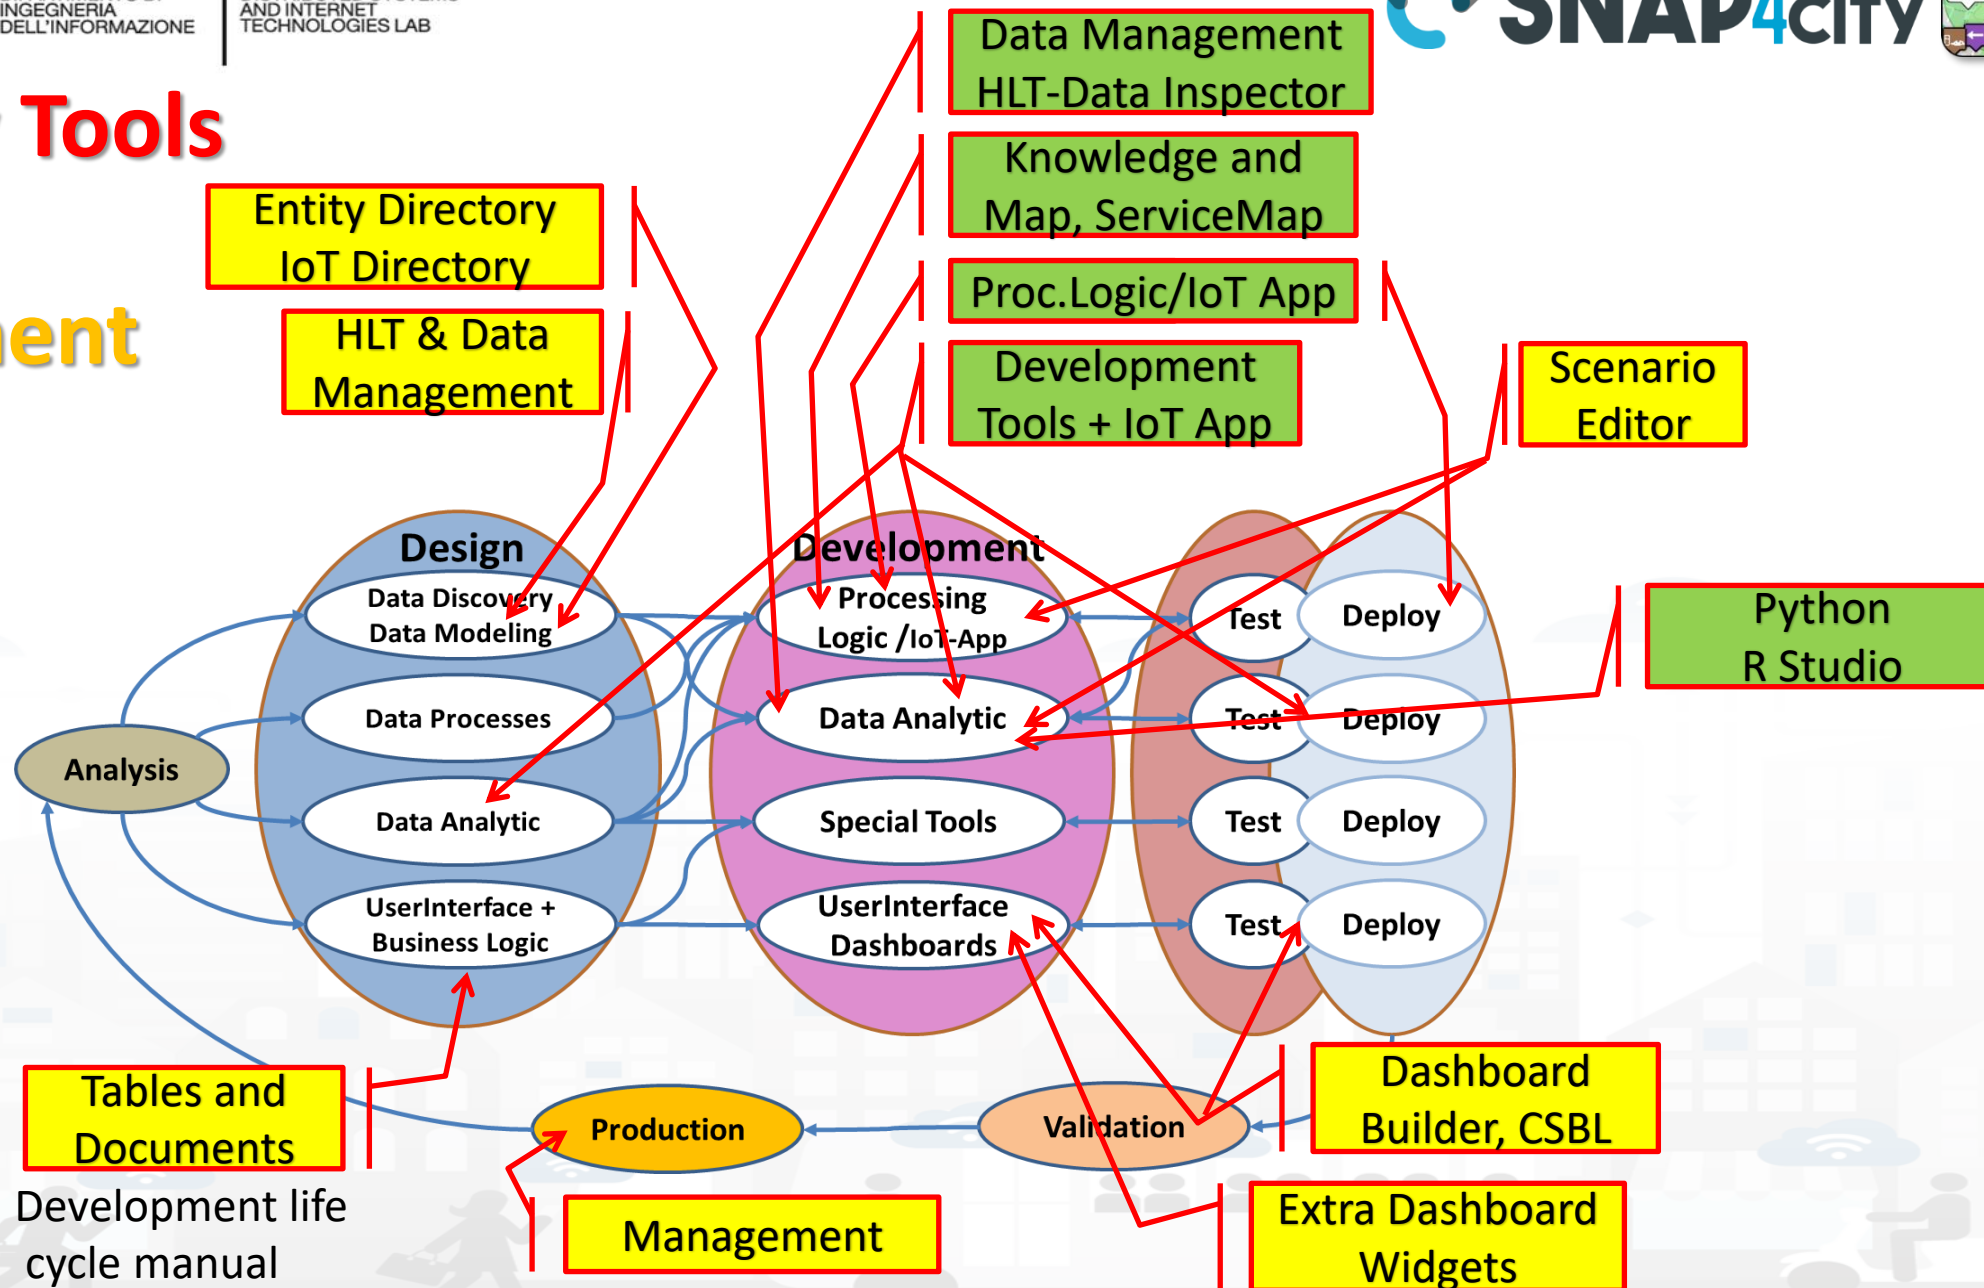 INGEGNERIA
DELL'INFORMAZIONE
AND INTERNET
TECHNOLOGIES LAB
SNAP4CITY
Tools
Data Management
HLT-Data Inspector
Knowledge and
Map, ServiceMap
Entity Directory
IoT Directory
Proc.Logic/IoT App
HLT & Data
Management
Development
Tools + IoT App
Scenario
Editor
Design
Development
Data Discovery
Data Modeling
Processing
Logic /IoT-App
Test
Deploy
Python
R Studio
Data Processes
Data Analytic
Test
Deploy
Analysis
Data Analytic
Special Tools
Test
Deploy
UserInterface +
Business Logic
UserInterface
Dashboards
Test
Deploy
Tables and
Documents
Production
Validation
Dashboard
Builder, CSBL
Development life
cycle manual
Management
Extra Dashboard
Widgets